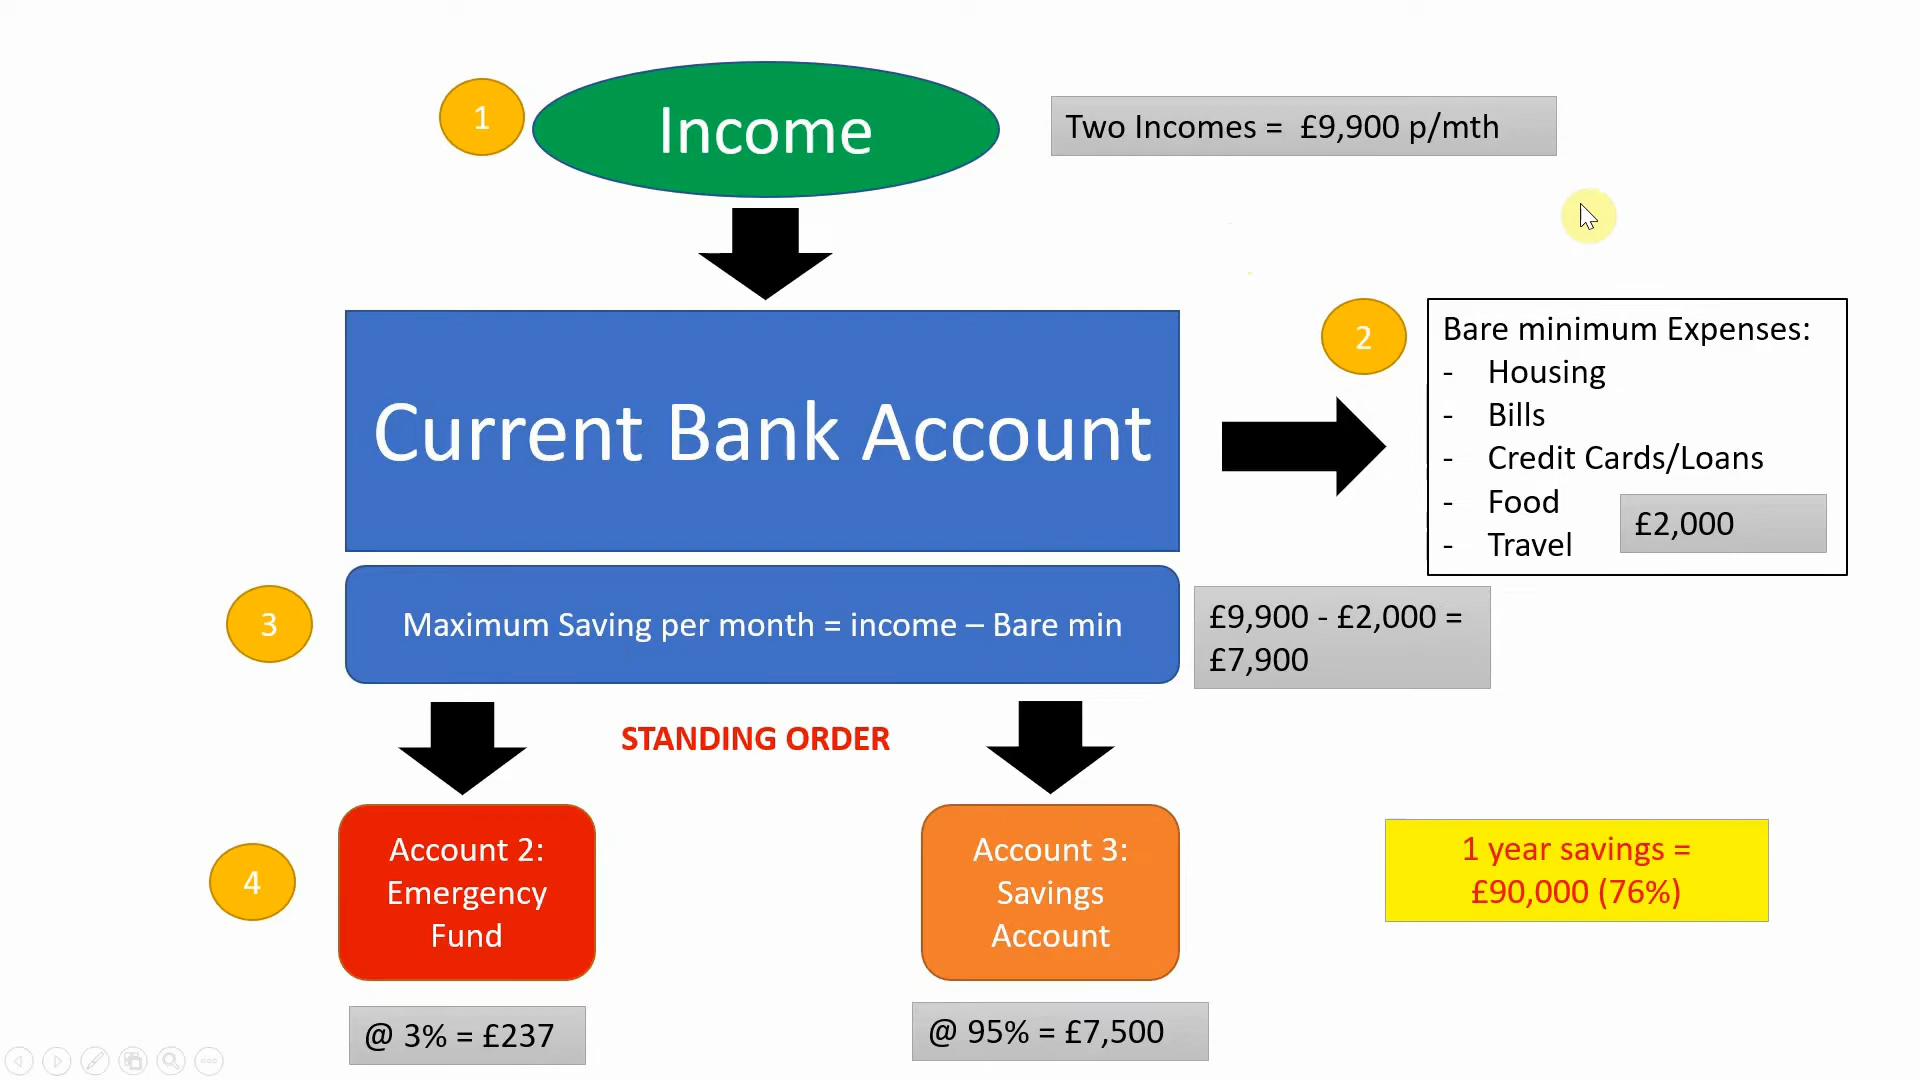 1
Income
Two Incomes = £9,900 p/mth
Current Bank Account
2
Bare minimum Expenses:
- Housing
- Bills
- Credit Cards/Loans
- Food
- Travel
£2,000
3
Maximum Saving per month = income – Bare min
£9,900 - £2,000 =
£7,900
STANDING ORDER
4
Account 2:
Emergency
Fund
Account 3:
Savings
Account
1 year savings =
£90,000 (76%)
@ 3% = £237
@ 95% = £7,500